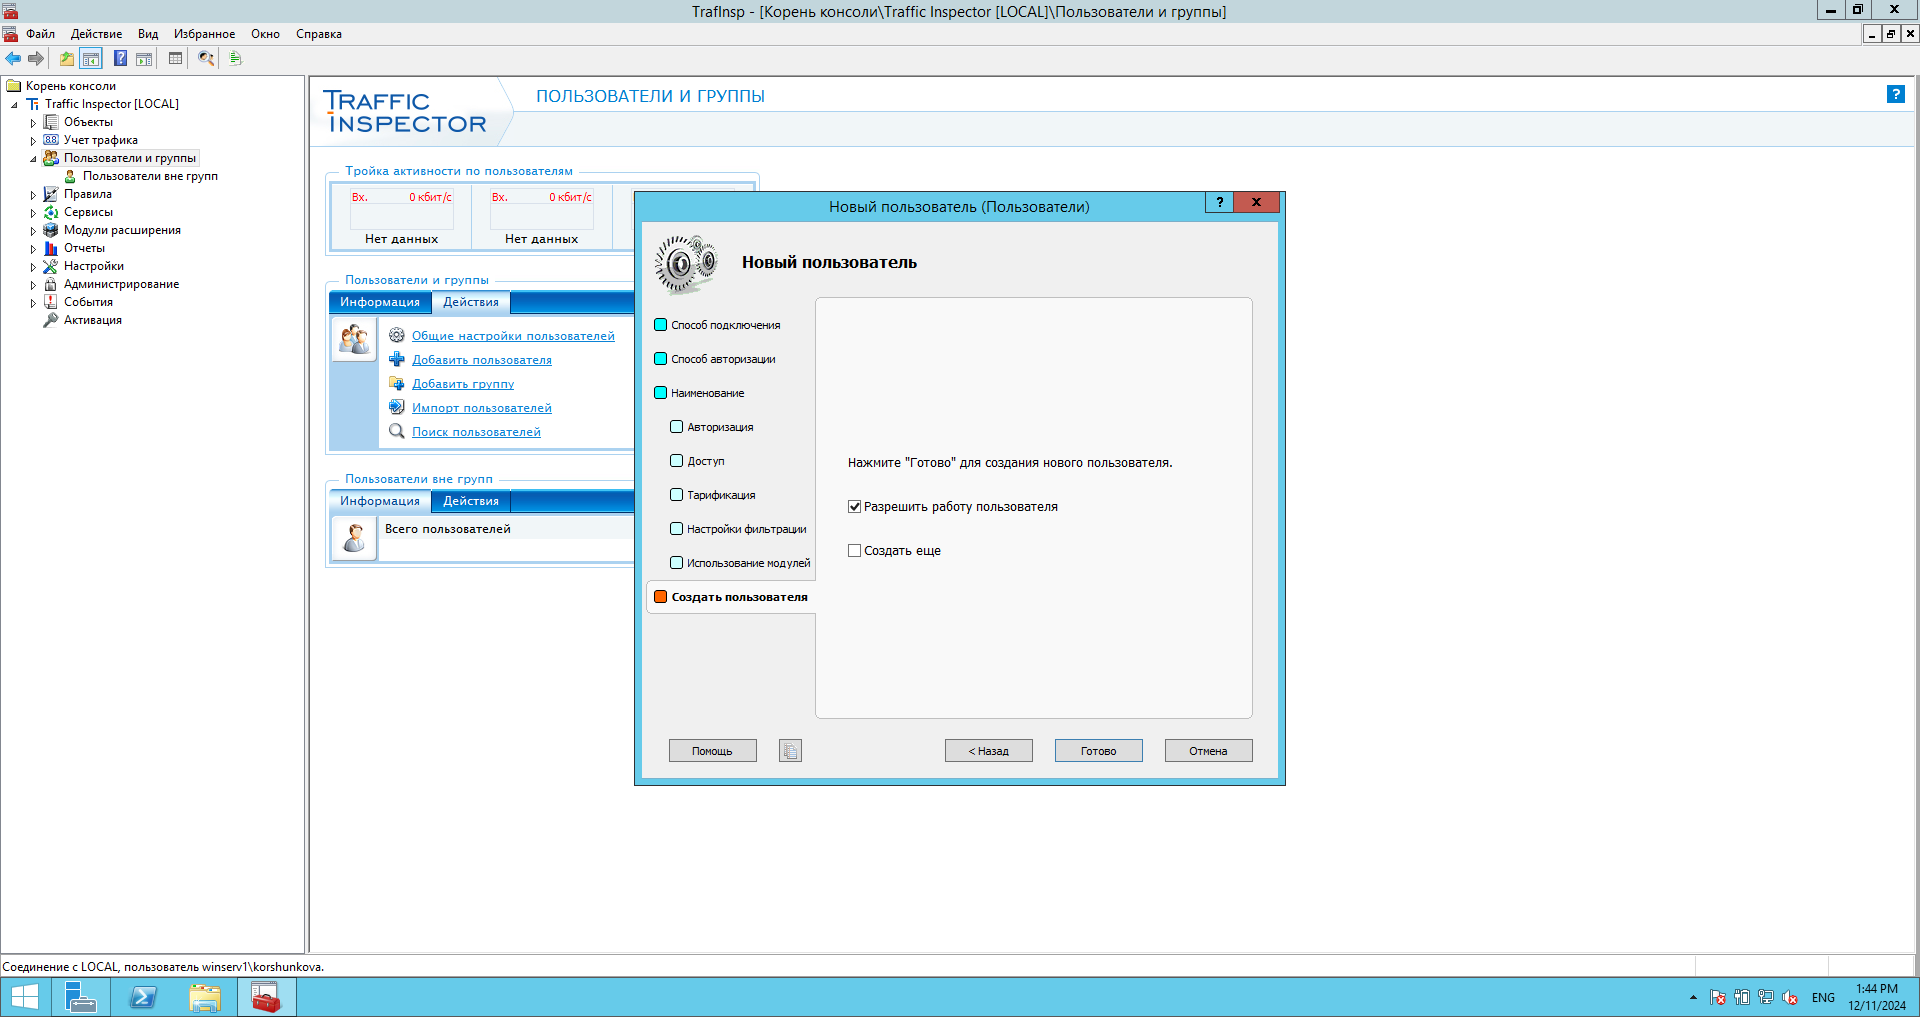 TrafInsp - [Корень консоли\Traffic Inspector [LOCAL]\Пользователи и группы]
Файл Действие Вид Избранное Окно Справка
Корень консоли
Traffic Inspector [LOCAL]
Объекты
Учет трафика
Пользователи и группы
Пользователи вне групп
Правила
Сервисы
Модули расширения
Отчеты
Настройки
Администрирование
События
Активация
TRAFFIC
INSPECTOR
ПОЛЬЗОВАТЕЛИ И ГРУППЫ
?
Тройка активности по пользователям
Вх. 0 кбит/с
Нет данных
Вх. 0 кбит/с
Нет данных
Пользователи и группы
Информация Действия
Общие настройки пользователей
Добавить пользователя
Добавить группу
Импорт пользователей
Поиск пользователей
Пользователи вне групп
Информация Действия
Всего пользователей
Новый пользователь (Пользователи)
? X
Новый пользователь
Способ подключения
Способ авторизации
Наименование
Авторизация
Доступ
Тарификация
Настройки фильтрации
Использование модулей
Создать пользователя
Нажмите "Готово" для создания нового пользователя.
Разрешить работу пользователя
Создать еще
Помощь
< Назад
Готово
Отмена
Соединение с LOCAL, пользователь winserv1\korshunkova.
ENG
1:44 PM
12/11/2024